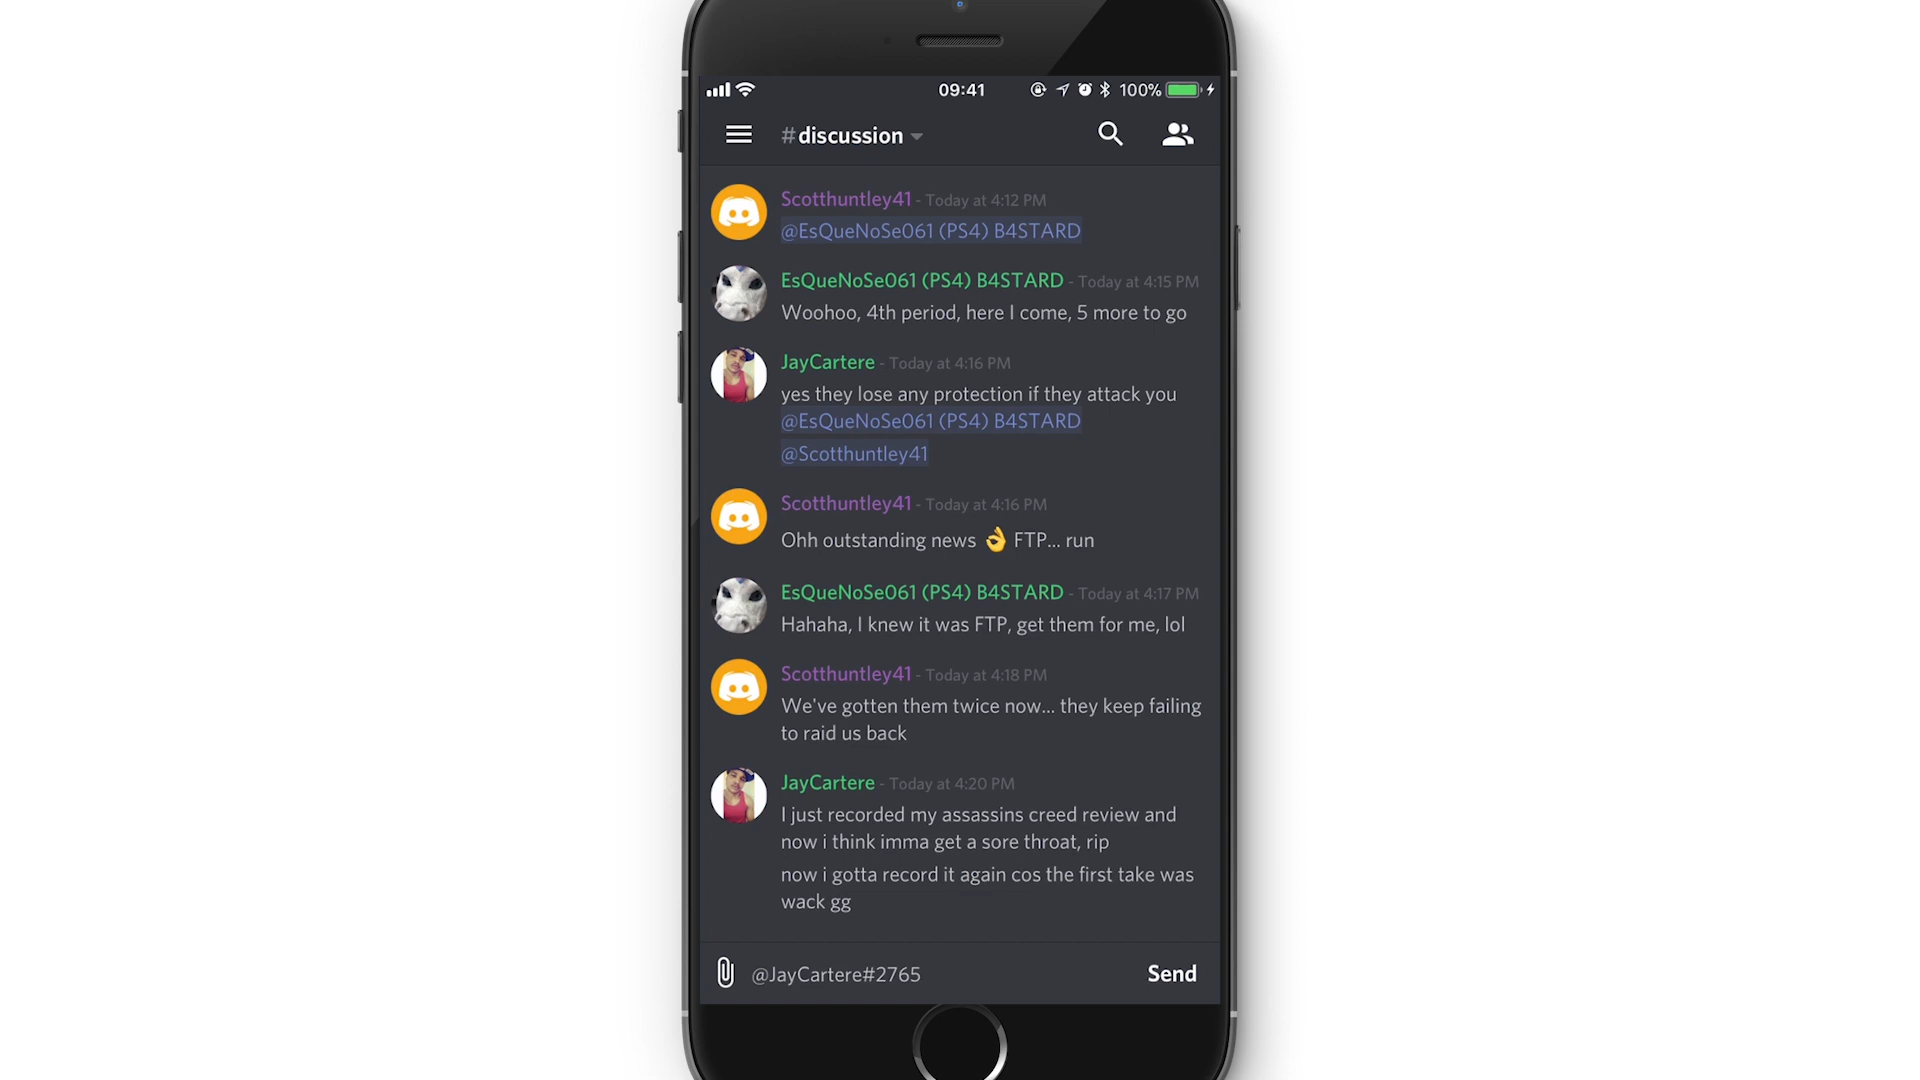 09:41 100%
#discussion
Scotthuntley41 - Today at 4:12 PM
@EsQueNoSe061 (PS4) B4STARD
EsQueNoSe061 (PS4) B4STARD - Today at 4:15 PM
Woohoo, 4th period, here I come, 5 more to go
JayCartere - Today at 4:16 PM
yes they lose any protection if they attack you
@EsQueNoSe061 (PS4) B4STARD
@Scotthuntley41
Scotthuntley41 - Today at 4:16 PM
Ohh outstanding news 👌 FTP... run
EsQueNoSe061 (PS4) B4STARD - Today at 4:17 PM
Hahaha, I knew it was FTP, get them for me, lol
Scotthuntley41 - Today at 4:18 PM
We've gotten them twice now... they keep failing
to raid us back
JayCartere - Today at 4:20 PM
I just recorded my assassins creed review and
now i think imma get a sore throat, rip
now i gotta record it again cos the first take was
wack gg
@JayCartere#2765 Send